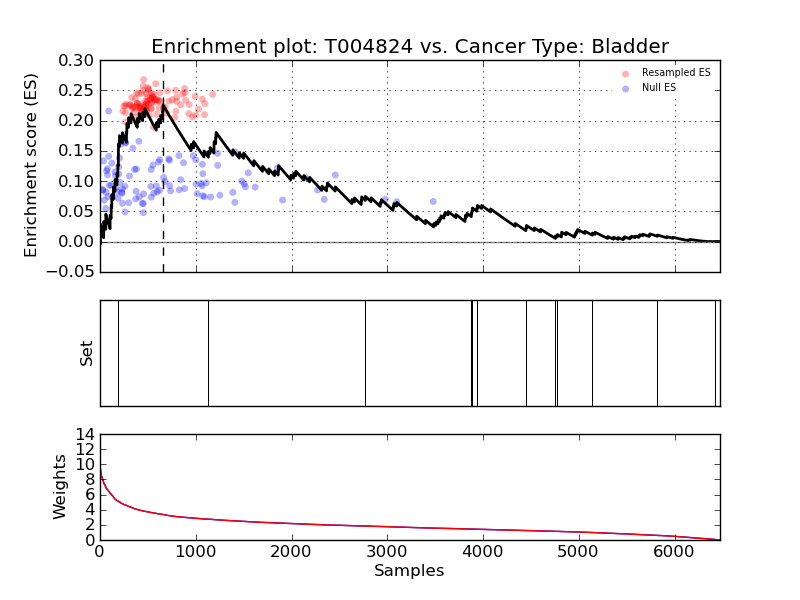 Enrichment plot: T004824 vs. Cancer Type: Bladder
Enrichment score (ES)
0.30
0.25
0.20
0.15
0.10
0.05
0.00
−0.05
Resampled ES
Null ES
Set
Weights
14
12
10
8
6
4
2
0
0 1000 2000 3000 4000 5000 6000
Samples